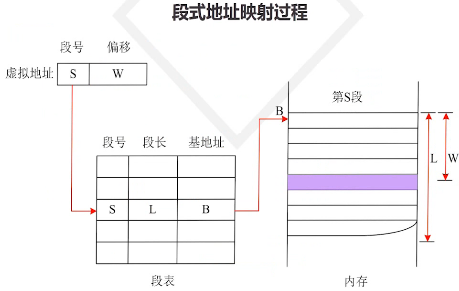 段式地址映射过程
段号 偏移
虚拟地址 S W
第S段
B
段号 段长 基地址
L W
S L B
段表
内存